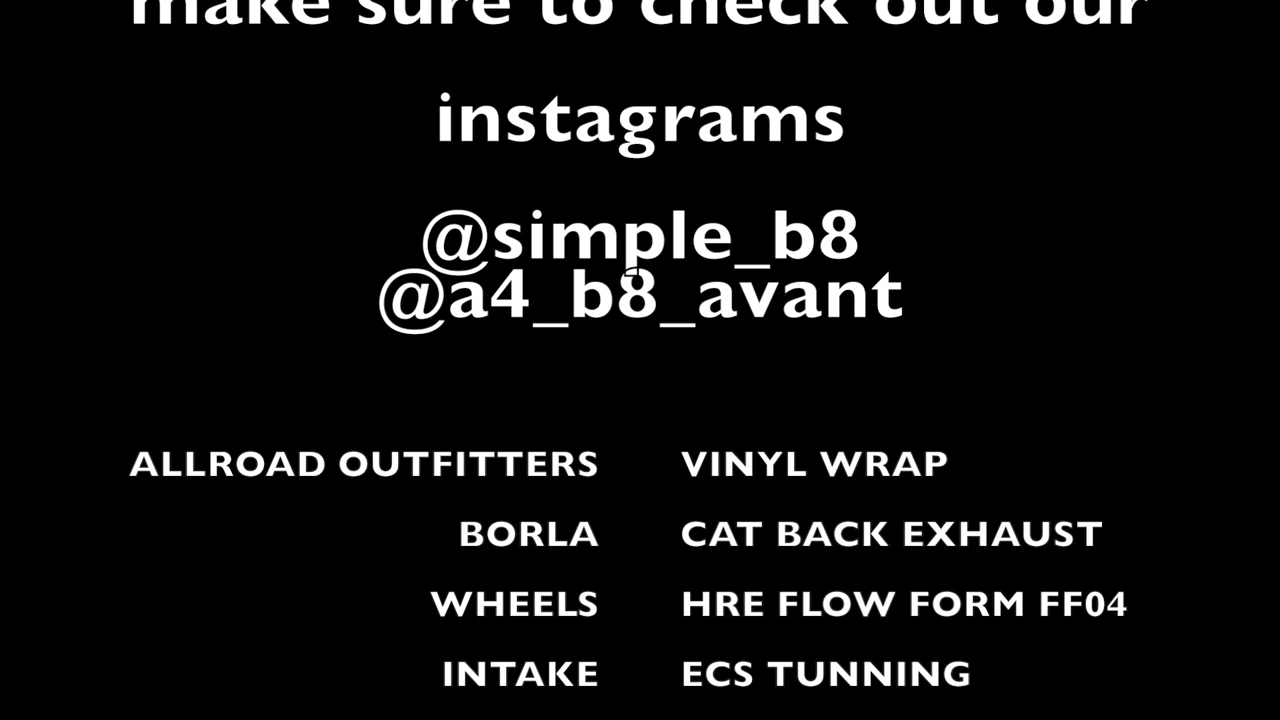 make sure to check out our
instagrams
@simple_b8
@a4_b8_avant
ALLROAD OUTFITTERS VINYL WRAP
BORLA CAT BACK EXHAUST
WHEELS HRE FLOW FORM FF04
INTAKE ECS TUNNING